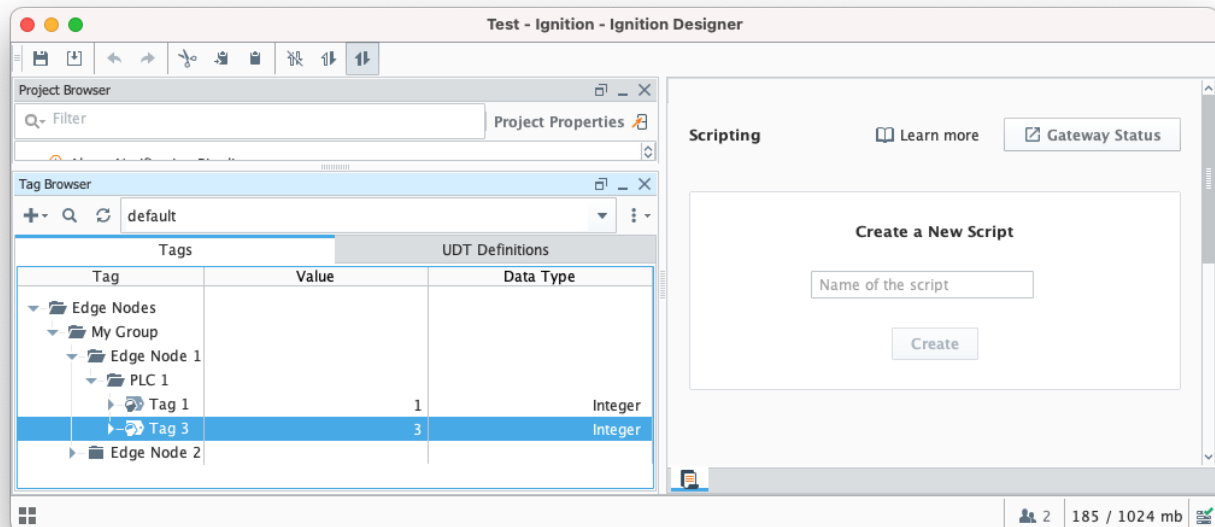 Test - Ignition - Ignition Designer
Project Browser
Filter
Project Properties
Tag Browser
default
Tags UDT Definitions
Tag Value Data Type
Edge Nodes
My Group
Edge Node 1
PLC 1
Tag 1 1 Integer
Tag 3 3 Integer
Edge Node 2
Scripting
Learn more
Gateway Status
Create a New Script
Name of the script
Create
2
185 / 1024 mb